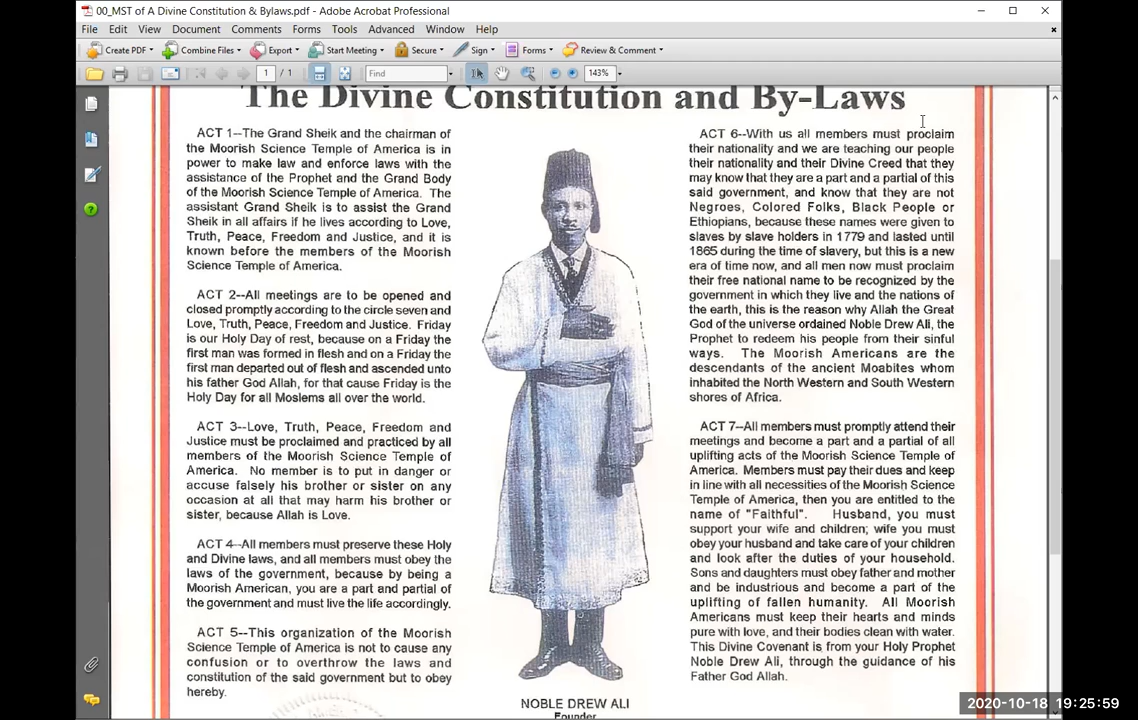 00_MST of A Divine Constitution & Bylaws.pdf - Adobe Acrobat Professional
File Edit View Document Comments Forms Tools Advanced Window Help
Create PDF Combine Files Export Start Meeting Secure Sign Forms Review & Comment
1 / 1 Find 143%
The Divine Constitution and By-Laws
ACT 1--The Grand Sheik and the chairman of
the Moorish Science Temple of America is in
power to make law and enforce laws with the
assistance of the Prophet and the Grand Body
of the Moorish Science Temple of America. The
assistant Grand Sheik is to assist the Grand
Sheik in all affairs if he lives according to Love,
Truth, Peace, Freedom and Justice, and it is
known before the members of the Moorish
Science Temple of America.
ACT 2--All meetings are to be opened and
closed promptly according to the circle seven and
Love, Truth, Peace, Freedom and Justice. Friday
is our Holy Day of rest, because on a Friday the
first man was formed in flesh and on a Friday the
first man departed out of flesh and ascended unto
his father God Allah, for that cause Friday is the
Holy Day for all Moslems all over the world.
ACT 3--Love, Truth, Peace, Freedom and
Justice must be proclaimed and practiced by all
members of the Moorish Science Temple of
America. No member is to put in danger or
accuse falsely his brother or sister on any
occasion at all that may harm his brother or
sister, because Allah is Love.
ACT 4--All members must preserve these Holy
and Divine laws, and all members must obey the
laws of the government, because by being a
Moorish American, you are a part and partial of
the government and must live the life accordingly.
ACT 5--This organization of the Moorish
Science Temple of America is not to cause any
confusion or to overthrow the laws and
constitution of the said government but to obey
hereby.
NOBLE DREW ALI
Founder
ACT 6--With us all members must proclaim
their nationality and we are teaching our people
their nationality and their Divine Creed that they
may know that they are a part and a partial of this
said government, and know that they are not
Negroes, Colored Folks, Black People or
Ethiopians, because these names were given to
slaves by slave holders in 1779 and lasted until
1865 during the time of slavery, but this is a new
era of time now, and all men now must proclaim
their free national name to be recognized by the
government in which they live and the nations of
the earth, this is the reason why Allah the Great
God of the universe ordained Noble Drew Ali, the
Prophet to redeem his people from their sinful
ways. The Moorish Americans are the
descendants of the ancient Moabites whom
inhabited the North Western and South Western
shores of Africa.
ACT 7--All members must promptly attend their
meetings and become a part and a partial of all
uplifting acts of the Moorish Science Temple of
America. Members must pay their dues and keep
in line with all necessities of the Moorish Science
Temple of America, then you are entitled to the
name of "Faithful". Husband, you must
support your wife and children; wife you must
obey your husband and take care of your children
and look after the duties of your household.
Sons and daughters must obey father and mother
and be industrious and become a part of the
uplifting of fallen humanity. All Moorish
Americans must keep their hearts and minds
pure with love, and their bodies clean with water.
This Divine Covenant is from your Holy Prophet
Noble Drew Ali, through the guidance of his
Father God Allah.
2020-10-18 19:25:59